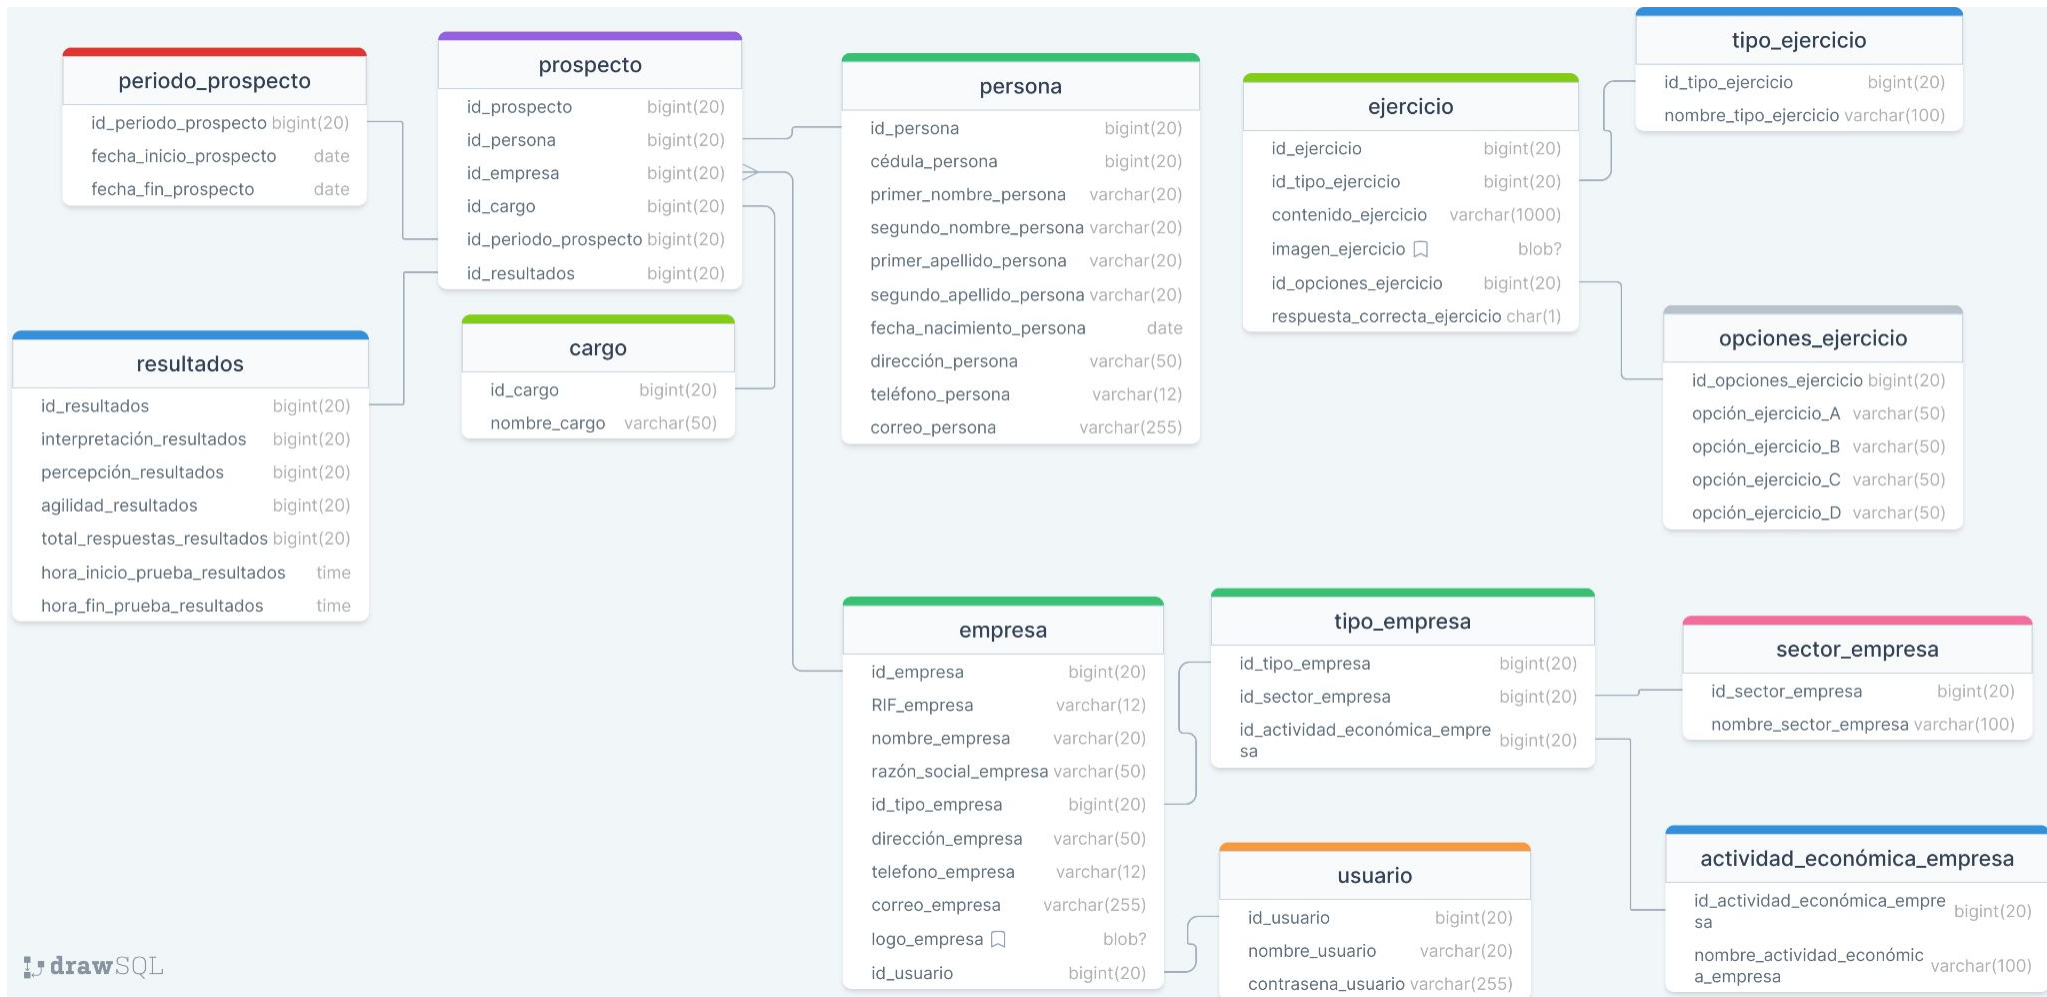 periodo_prospecto
id_periodo_prospecto bigint(20)
fecha_inicio_prospecto date
fecha_fin_prospecto date
prospecto
id_prospecto bigint(20)
id_persona bigint(20)
id_empresa bigint(20)
id_cargo bigint(20)
id_periodo_prospecto bigint(20)
id_resultados bigint(20)
persona
id_persona bigint(20)
cédula_persona bigint(20)
primer_nombre_persona varchar(20)
segundo_nombre_persona varchar(20)
primer_apellido_persona varchar(20)
segundo_apellido_persona varchar(20)
fecha_nacimiento_persona date
dirección_persona varchar(50)
teléfono_persona varchar(12)
correo_persona varchar(255)
ejercicio
id_ejercicio bigint(20)
id_tipo_ejercicio bigint(20)
contenido_ejercicio varchar(1000)
imagen_ejercicio blob?
id_opciones_ejercicio bigint(20)
respuesta_correcta_ejercicio char(1)
tipo_ejercicio
id_tipo_ejercicio bigint(20)
nombre_tipo_ejercicio varchar(100)
resultados
id_resultados bigint(20)
interpretación_resultados bigint(20)
percepción_resultados bigint(20)
agilidad_resultados bigint(20)
total_respuestas_resultados bigint(20)
hora_inicio_prueba_resultados time
hora_fin_prueba_resultados time
cargo
id_cargo bigint(20)
nombre_cargo varchar(50)
opciones_ejercicio
id_opciones_ejercicio bigint(20)
opción_ejercicio_A varchar(50)
opción_ejercicio_B varchar(50)
opción_ejercicio_C varchar(50)
opción_ejercicio_D varchar(50)
empresa
id_empresa bigint(20)
RIF_empresa varchar(12)
nombre_empresa varchar(20)
razón_social_empresa varchar(50)
id_tipo_empresa bigint(20)
dirección_empresa varchar(50)
telefono_empresa varchar(12)
correo_empresa varchar(255)
logo_empresa blob?
id_usuario bigint(20)
tipo_empresa
id_tipo_empresa bigint(20)
id_sector_empresa bigint(20)
id_actividad_económica_empre
sa bigint(20)
sector_empresa
id_sector_empresa bigint(20)
nombre_sector_empresa varchar(100)
usuario
id_usuario bigint(20)
nombre_usuario varchar(20)
contrasena_usuario varchar(255)
actividad_económica_empresa
id_actividad_económica_empre
sa bigint(20)
nombre_actividad_económic
a_empresa varchar(100)
drawSQL